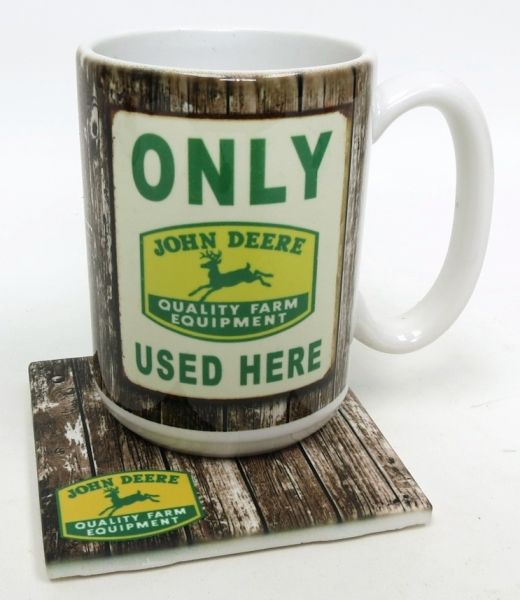 ONLY
JOHN DEERE
QUALITY FARM
EQUIPMENT
USED HERE
JOHN DEERE
QUALITY FARM
EQUIPMENT